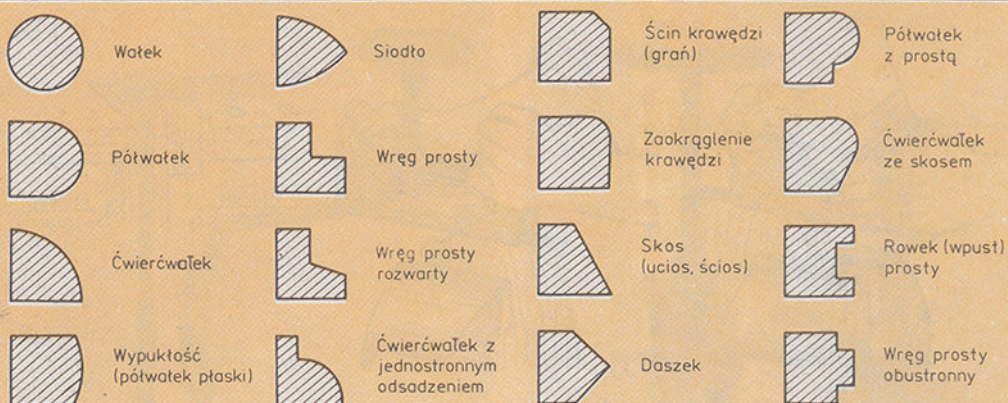 Wałek
Siodło
Ścin krawędzi
(grań)
Półwałek
z prostą
Półwałek
Wręg prosty
Zaokrąglenie
krawędzi
Ćwierćwałek
ze skosem
Ćwierćwałek
Wręg prosty
rozwarty
Skos
(ucios, ścios)
Rowek (wpust)
prosty
Wypukłość
(półwałek płaski)
Ćwierćwałek z
jednostronnym
odsadzeniem
Daszek
Wręg prosty
obustronny